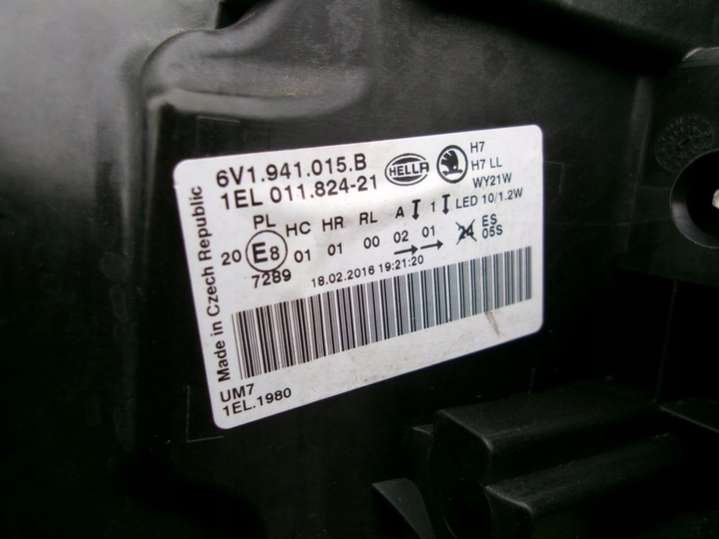 6V1.941.015.B
1EL 011.824-21
HELLA
H7
H7 LL
WY21W
LED 10/1.2W
PL HC HR RL A 1
20 E8 01 01 00 02 01 24 ES
05S
7289
18.02.2016 19:21:20
Made in Czech Republic
UM7
1EL.1980